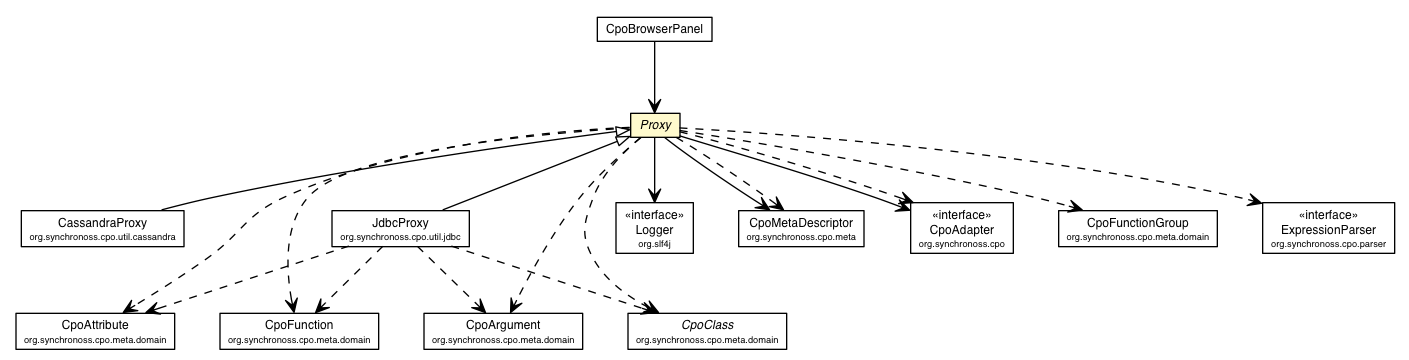 CpoBrowserPanel
Proxy
CassandraProxy
org.synchronoss.cpo.util.cassandra
JdbcProxy
org.synchronoss.cpo.util.jdbc
«interface»
Logger
org.slf4j
CpoMetaDescriptor
org.synchronoss.cpo.meta
«interface»
CpoAdapter
org.synchronoss.cpo
CpoFunctionGroup
org.synchronoss.cpo.meta.domain
«interface»
ExpressionParser
org.synchronoss.cpo.parser
CpoAttribute
org.synchronoss.cpo.meta.domain
CpoFunction
org.synchronoss.cpo.meta.domain
CpoArgument
org.synchronoss.cpo.meta.domain
CpoClass
org.synchronoss.cpo.meta.domain